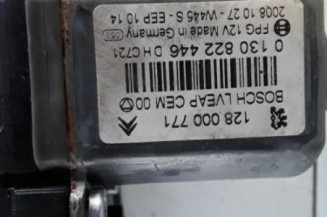 128 000 771
BOSCH LVEAP CEM 00
0 130 822 446 D H C721
FPG 12V Made in Germany
2008 10 27 - W445 S - EEP 10 14